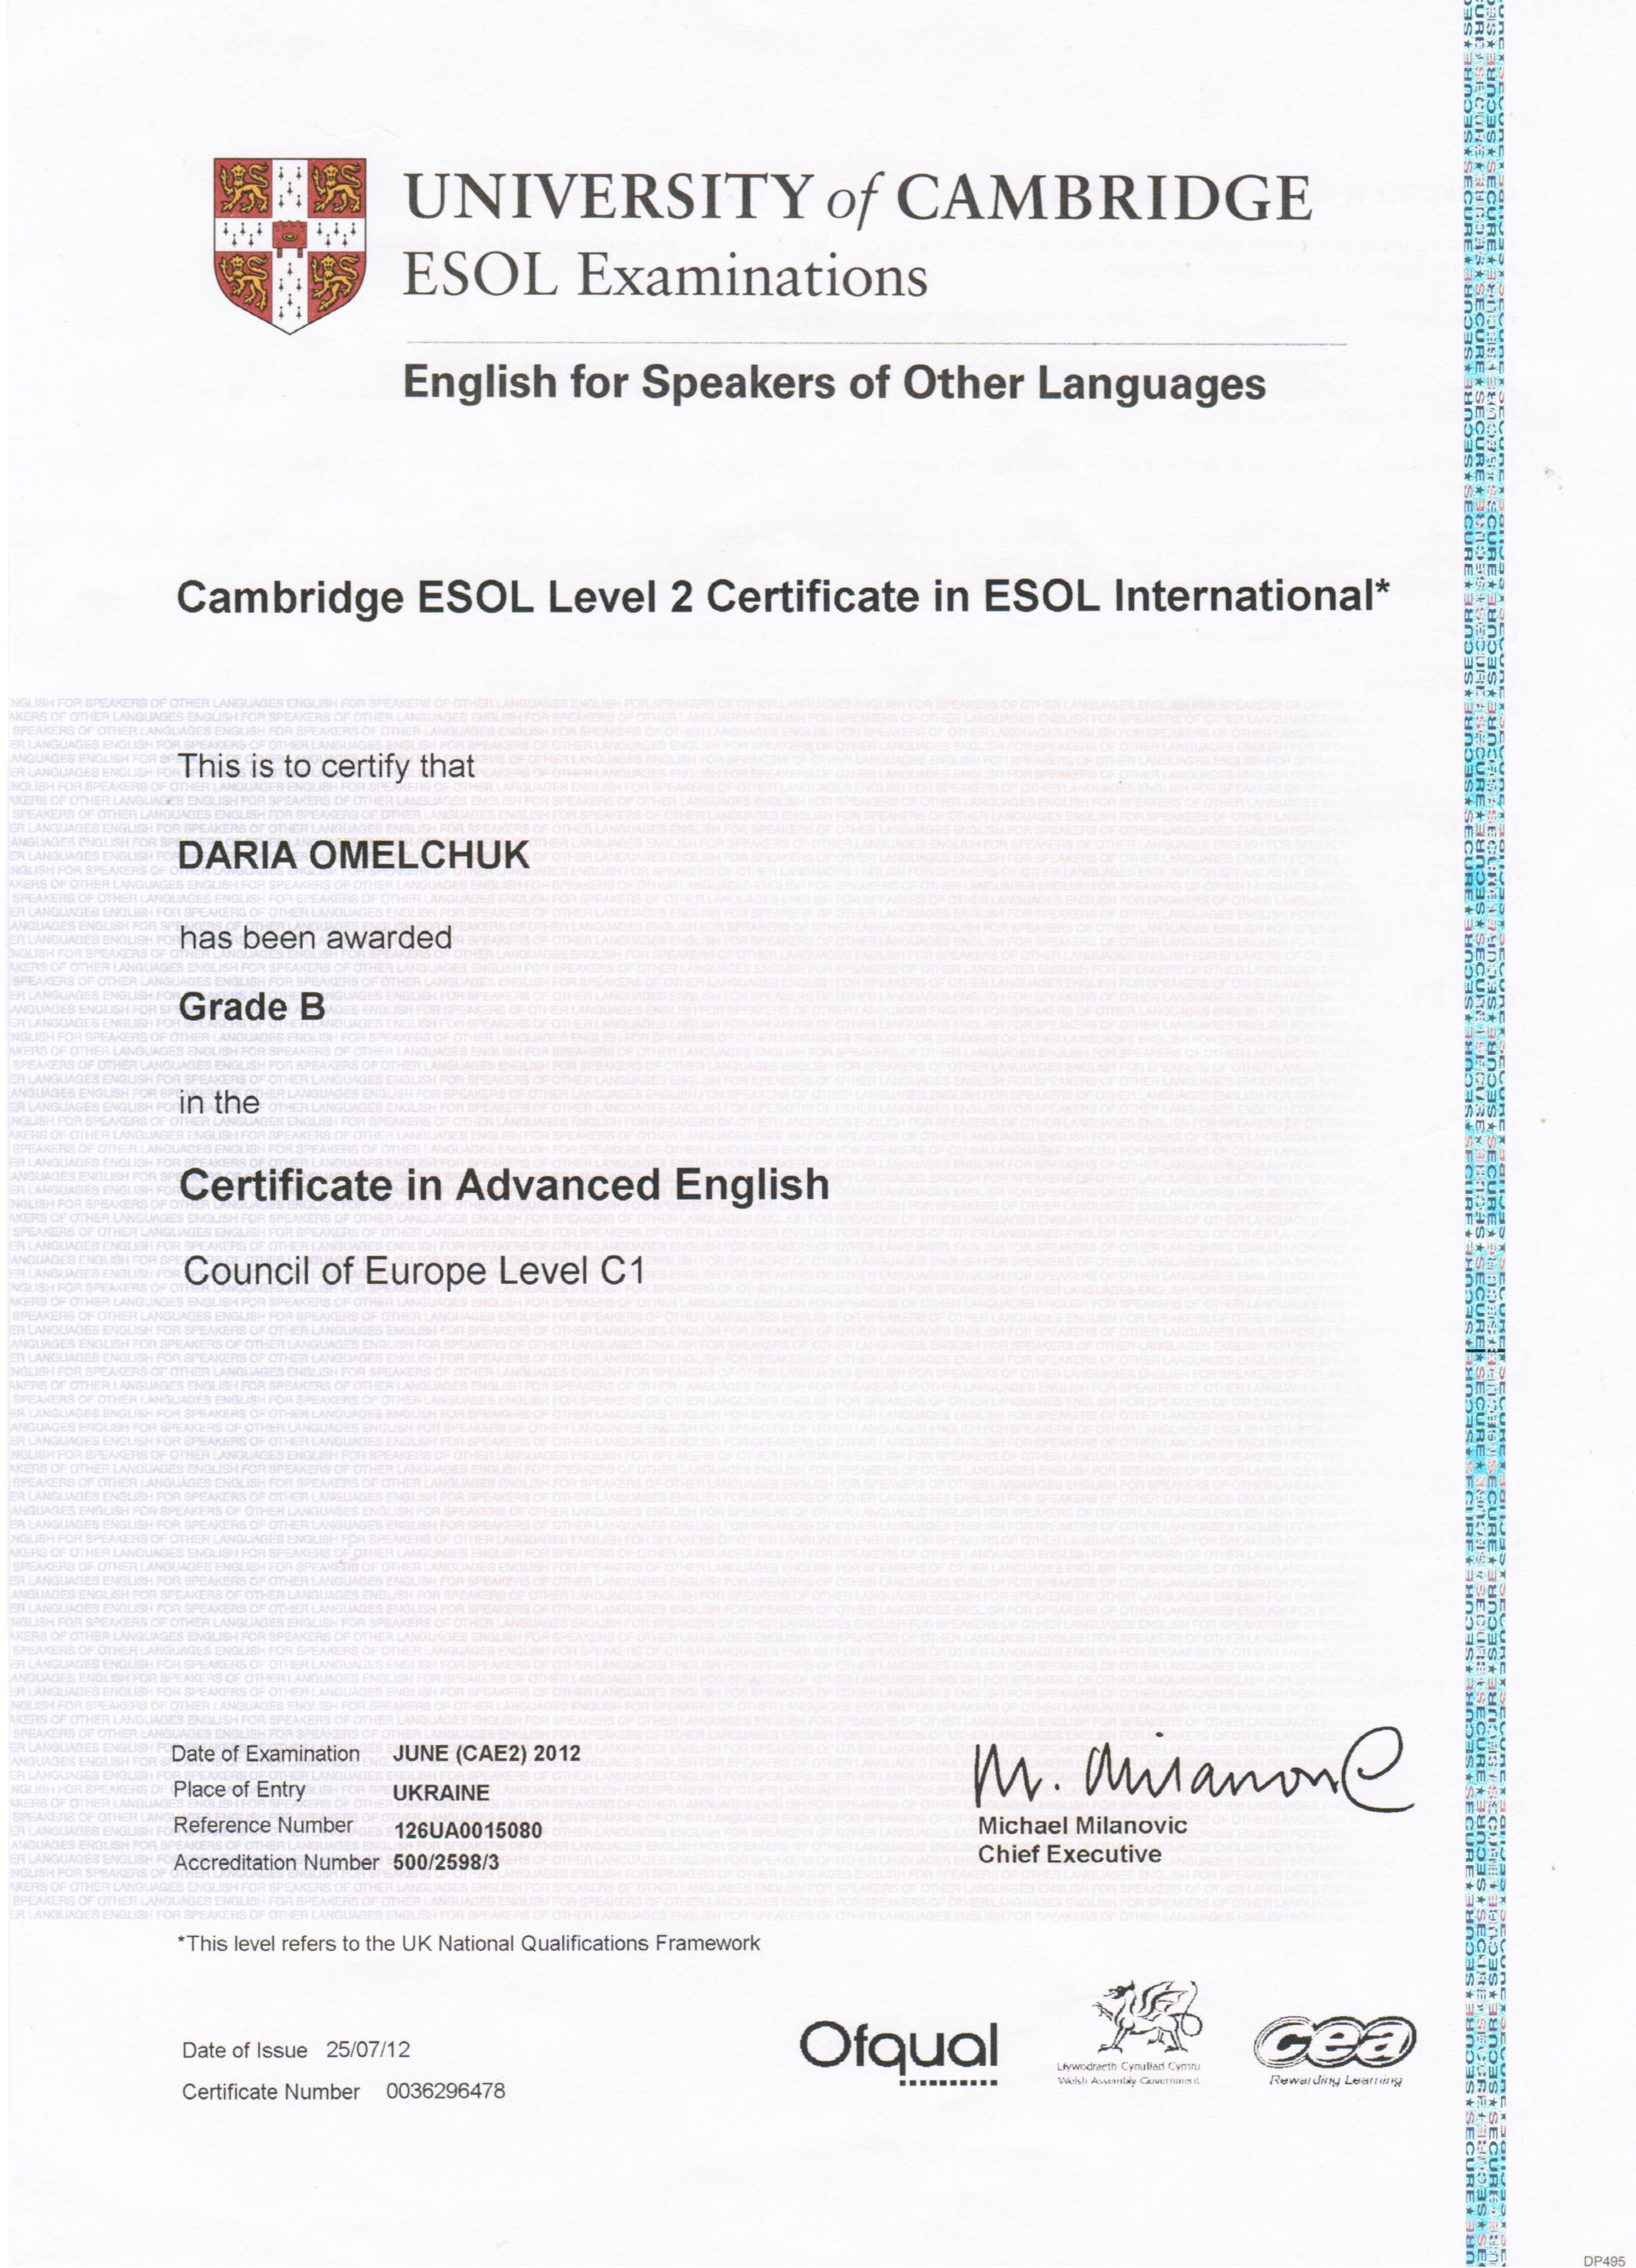 UNIVERSITY of CAMBRIDGE
ESOL Examinations
English for Speakers of Other Languages
Cambridge ESOL Level 2 Certificate in ESOL International*
This is to certify that
DARIA OMELCHUK
has been awarded
Grade B
in the
Certificate in Advanced English
Council of Europe Level C1
Date of Examination JUNE (CAE2) 2012
Place of Entry UKRAINE
Reference Number 126UA0015080
Accreditation Number 500/2598/3
M. Milanovic
Michael Milanovic
Chief Executive
*This level refers to the UK National Qualifications Framework
Date of Issue 25/07/12
Certificate Number 0036296478
Ofqual
Llywodraeth Cynulliad Cymru
Welsh Assembly Government
cea
Rewarding Learning
DP495